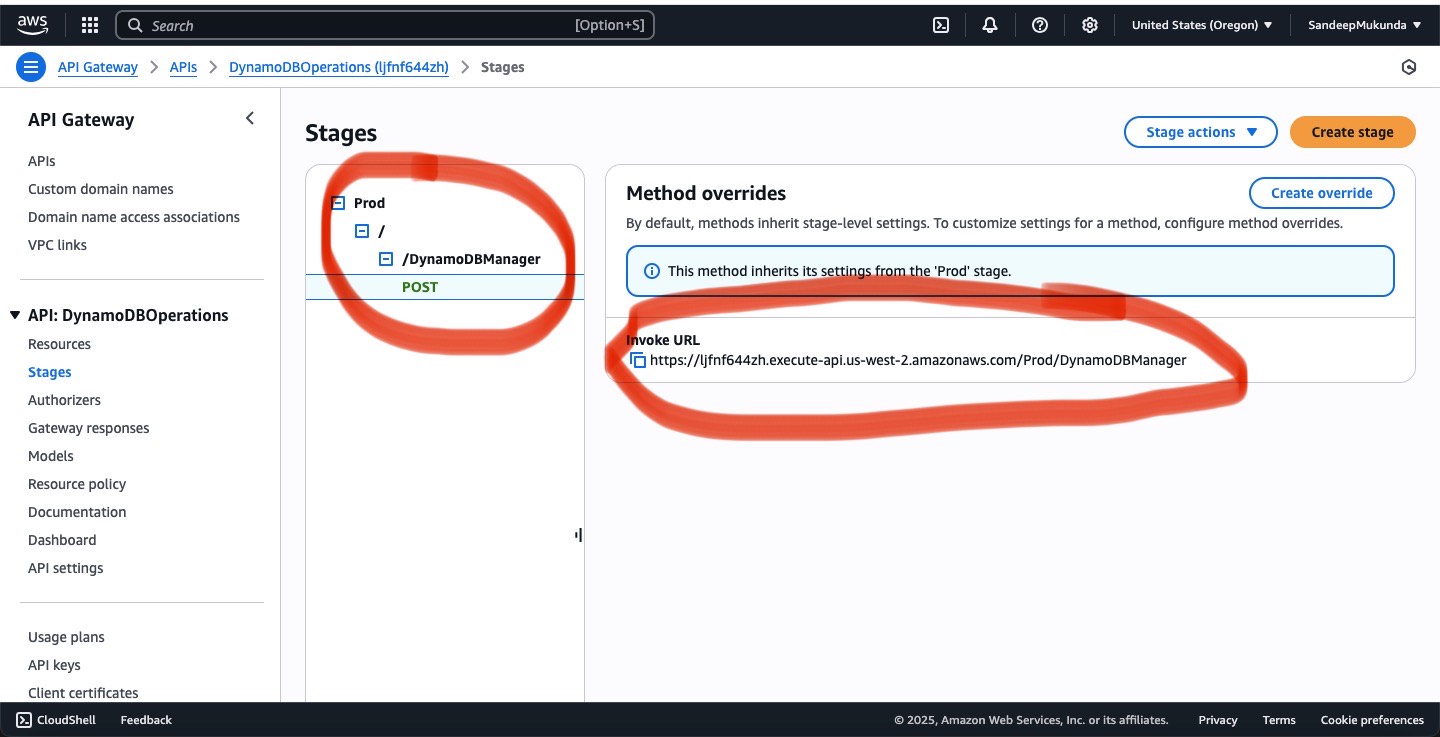 aws
Search [Option+S]
United States (Oregon)
SandeepMukunda
API Gateway
APIs
DynamoDBOperations (ljfnf644zh)
Stages
API Gateway
APIs
Custom domain names
Domain name access associations
VPC links
API: DynamoDBOperations
Resources
Stages
Authorizers
Gateway responses
Models
Resource policy
Documentation
Dashboard
API settings
Usage plans
API keys
Client certificates
Stages
Stage actions
Create stage
Prod
/
/DynamoDBManager
POST
Method overrides
Create override
By default, methods inherit stage-level settings. To customize settings for a method, configure method overrides.
This method inherits its settings from the 'Prod' stage.
Invoke URL
https://ljfnf644zh.execute-api.us-west-2.amazonaws.com/Prod/DynamoDBManager
CloudShell
Feedback
© 2025, Amazon Web Services, Inc. or its affiliates.
Privacy
Terms
Cookie preferences